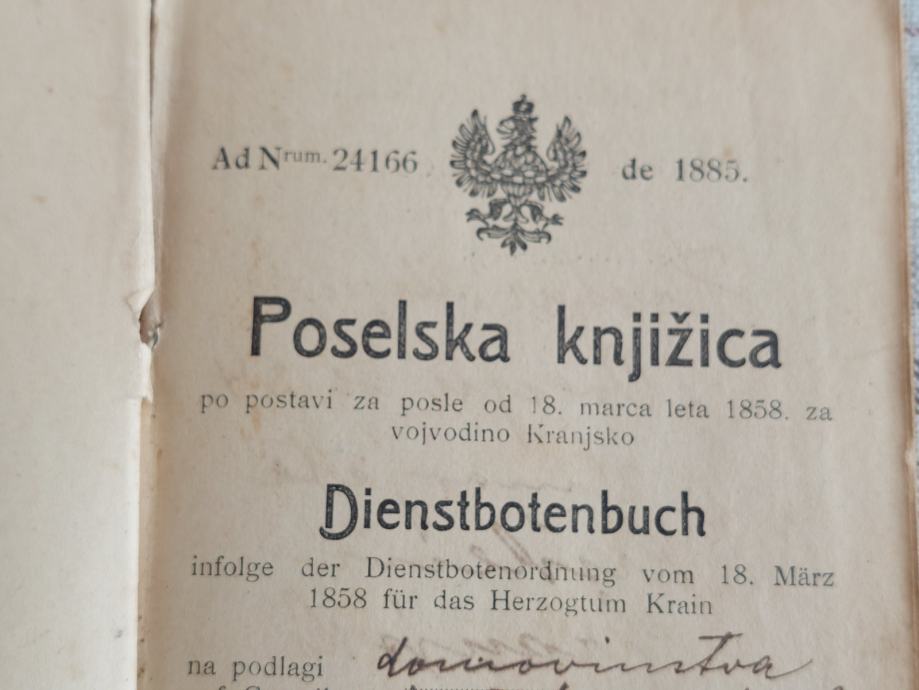 Ad Nrum. 24166 de 1885.
Poselska knjižica
po postavi za posle od 18. marca leta 1858. za
vojvodino Kranjsko
Dienstbotenbuch
infolge der Dienstbotenordnung vom 18. März
1858 für das Herzogtum Krain
na podlagi domovinstva